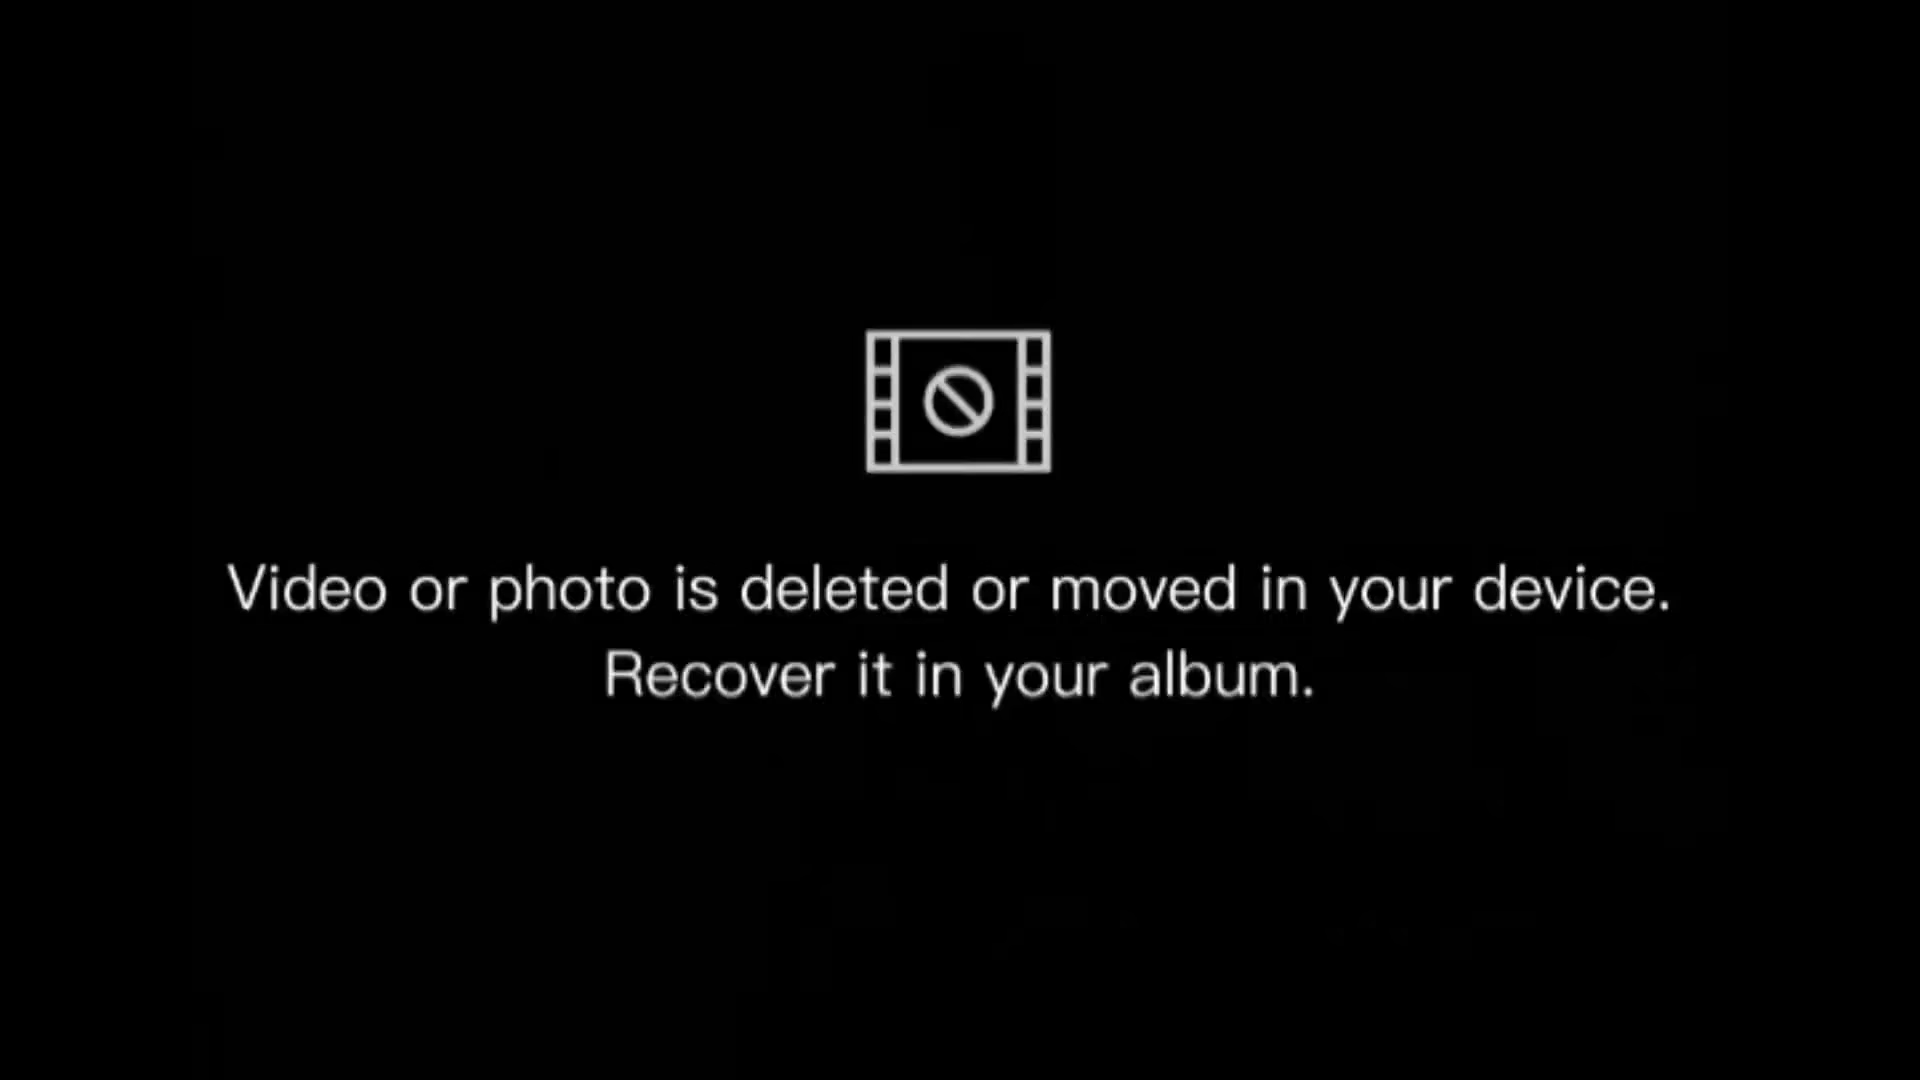 Video or photo is deleted or moved in your device.
Recover it in your album.